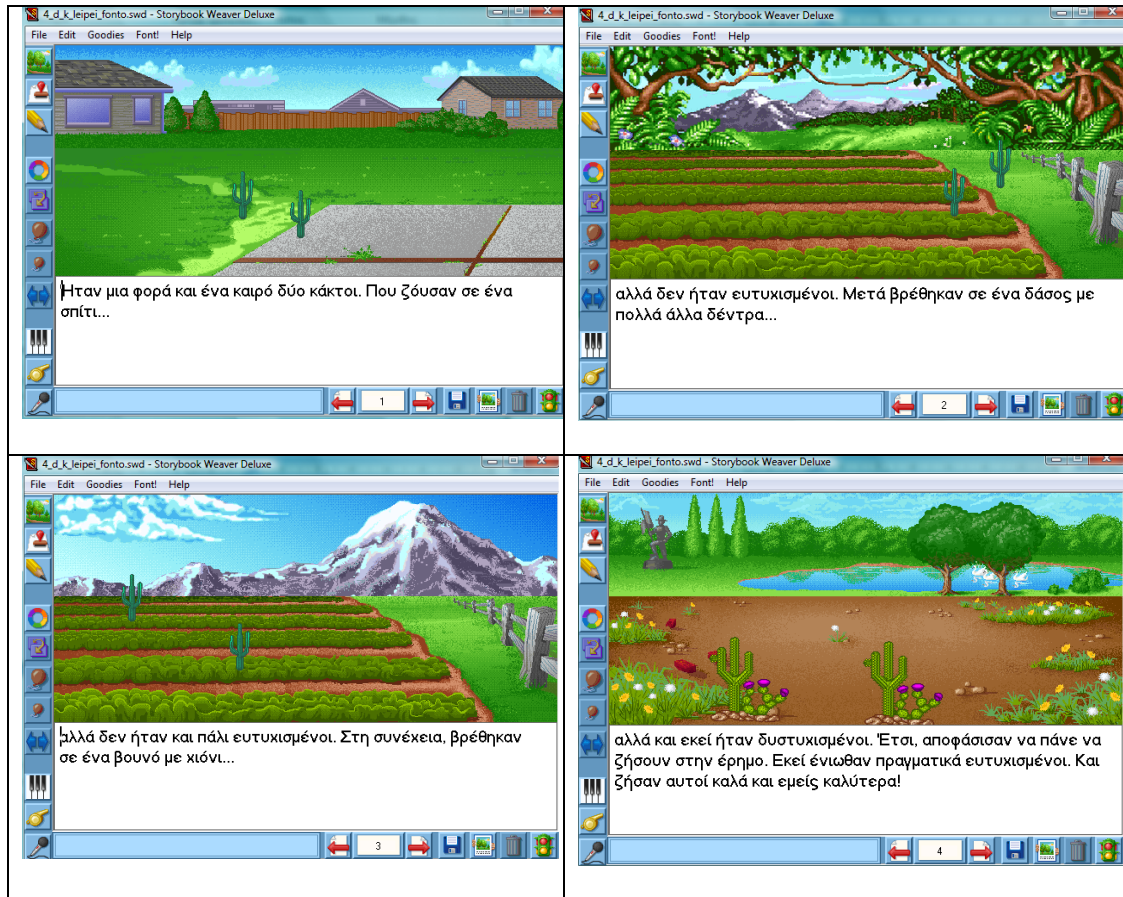 4_d_k_leipei_fonto.swd - Storybook Weaver Deluxe
File Edit Goodies Font! Help
Ήταν μια φορά και ένα καιρό δύο κάκτοι. Που ζόυσαν σε ένα
σπίτι...
1
4_d_k_leipei_fonto.swd - Storybook Weaver Deluxe
File Edit Goodies Font! Help
αλλά δεν ήταν ευτυχισμένοι. Μετά βρέθηκαν σε ένα δάσος με
πολλά άλλα δέντρα...
2
4_d_k_leipei_fonto.swd - Storybook Weaver Deluxe
File Edit Goodies Font! Help
αλλά δεν ήταν και πάλι ευτυχισμένοι. Στη συνέχεια, βρέθηκαν
σε ένα βουνό με χιόνι...
3
4_d_k_leipei_fonto.swd - Storybook Weaver Deluxe
File Edit Goodies Font! Help
αλλά και εκεί ήταν δυστυχισμένοι. Έτσι, αποφάσισαν να πάνε να
ζήσουν στην έρημο. Εκεί ένιωθαν πραγματικά ευτυχισμένοι. Και
ζήσαν αυτοί καλά και εμείς καλύτερα!
4